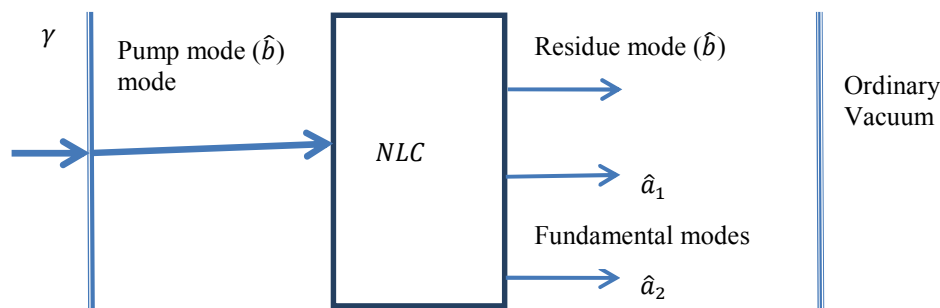 γ
Pump mode (b̂)
mode
NLC
Residue mode (b̂)
â₁
Fundamental modes
â₂
Ordinary
Vacuum